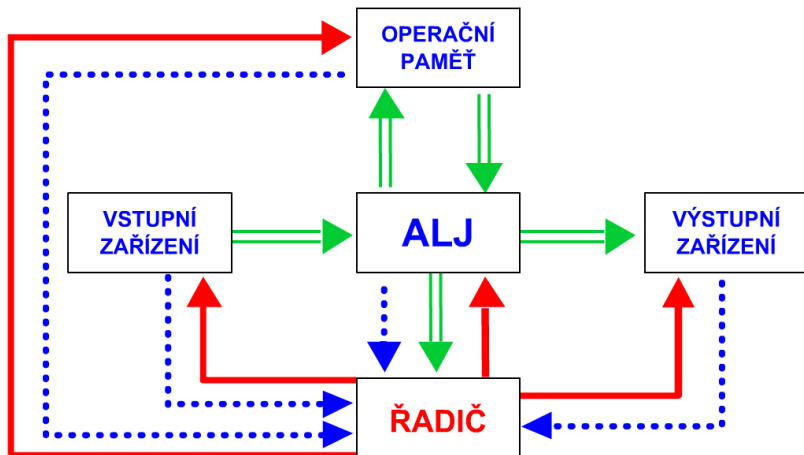 OPERAČNÍ
PAMĚŤ
VSTUPNÍ
ZAŘÍZENÍ
ALJ
VÝSTUPNÍ
ZAŘÍZENÍ
ŘADIČ